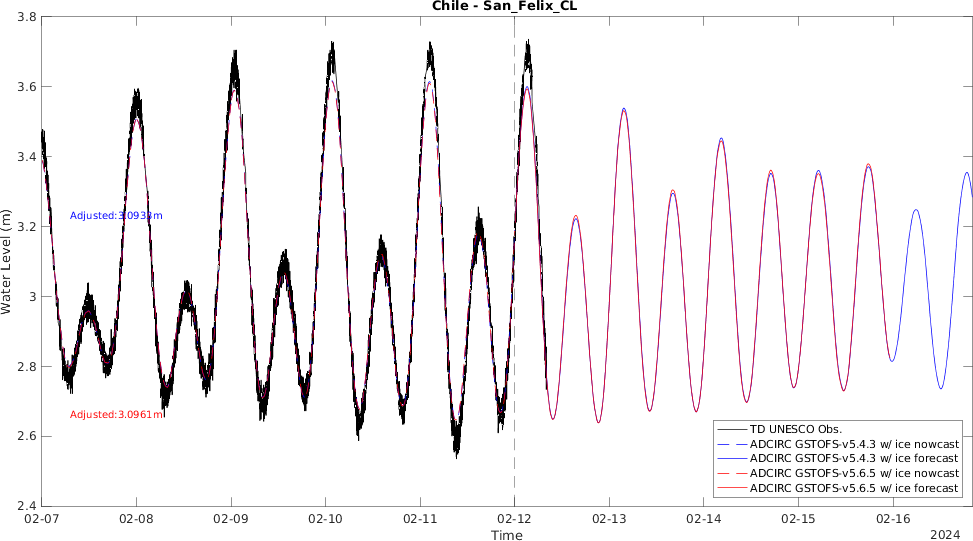 Chile - San_Felix_CL
3.8
3.6
3.4
3.2
3
2.8
2.6
2.4
Water Level (m)
Adjusted:3.0933m
Adjusted:3.0961m
TD UNESCO Obs.
ADCIRC GSTOFS-v5.4.3 w/ ice nowcast
ADCIRC GSTOFS-v5.4.3 w/ ice forecast
ADCIRC GSTOFS-v5.6.5 w/ ice nowcast
ADCIRC GSTOFS-v5.6.5 w/ ice forecast
02-07 02-08 02-09 02-10 02-11 02-12 02-13 02-14 02-15 02-16
Time
2024